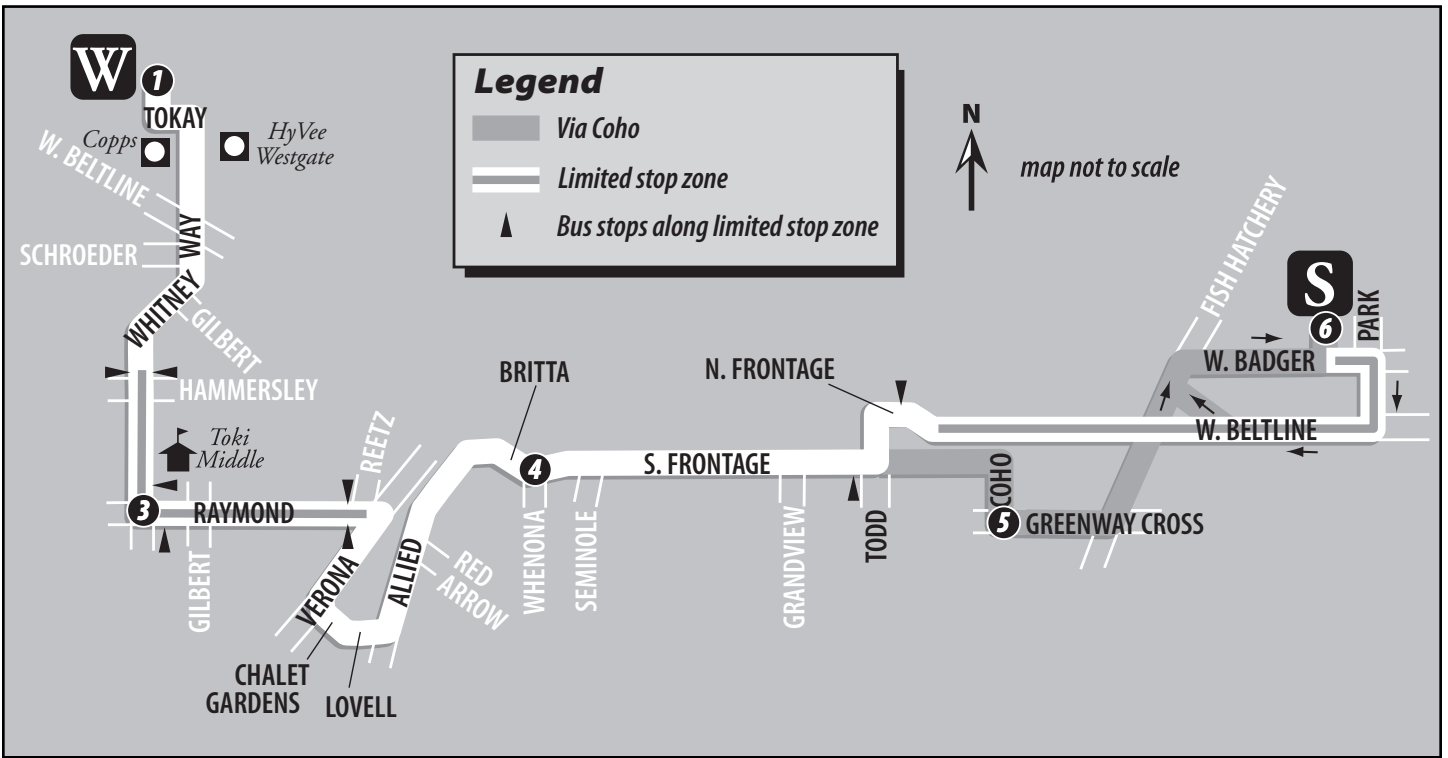 W
1
TOKAY
Copps
HyVee
Westgate
W. BELTLINE
WAY
SCHROEDER
WHITNEY
GILBERT
HAMMERSLEY
Toki
Middle
REETZ
3
RAYMOND
GILBERT
VERONA
ALLIED
RED
ARROW
CHALET
GARDENS
LOVELL
Legend
Via Coho
Limited stop zone
Bus stops along limited stop zone
N
map not to scale
BRITTA
4
WHENONA
SEMINOLE
S. FRONTAGE
GRANDVIEW
TODD
N. FRONTAGE
COHO
5
GREENWAY CROSS
FISH HATCHERY
S
6
PARK
W. BADGER
W. BELTLINE